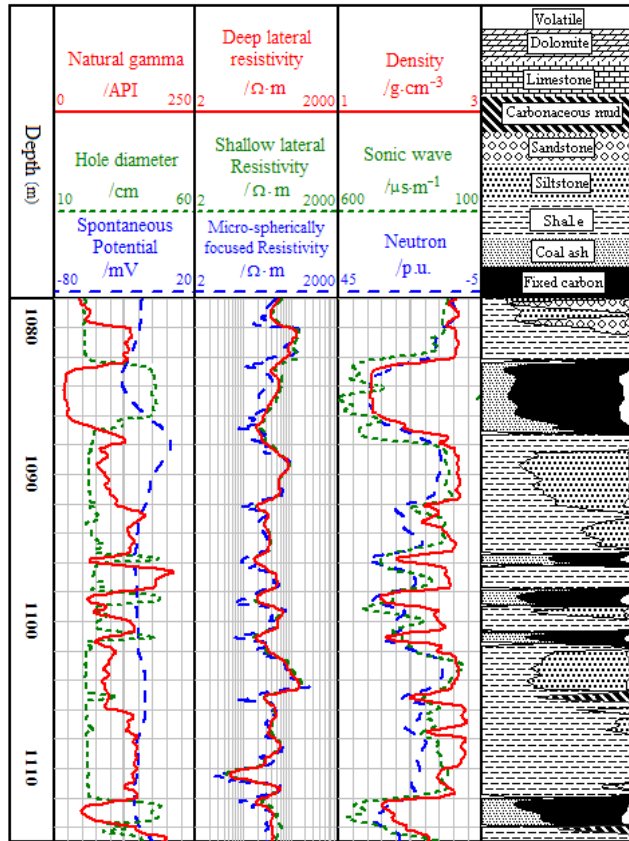 Depth (m)
Natural gamma
/API
0 250
Hole diameter
/cm
10 60
Spontaneous
Potential
/mV
-80 20
Deep lateral
resistivity
/Ω·m
2 2000
Shallow lateral
Resistivity
/Ω·m
2 2000
Micro-spherically
focused Resistivity
/Ω·m
2 2000
Density
/g·cm⁻³
1 3
Sonic wave
/μs·m⁻¹
600 100
Neutron
/p.u.
45 -5
Volatile
Dolomite
Limestone
Carbonaceous mud
Sandstone
Siltstone
Shale
Coal ash
Fixed carbon
1080
1090
1100
1110